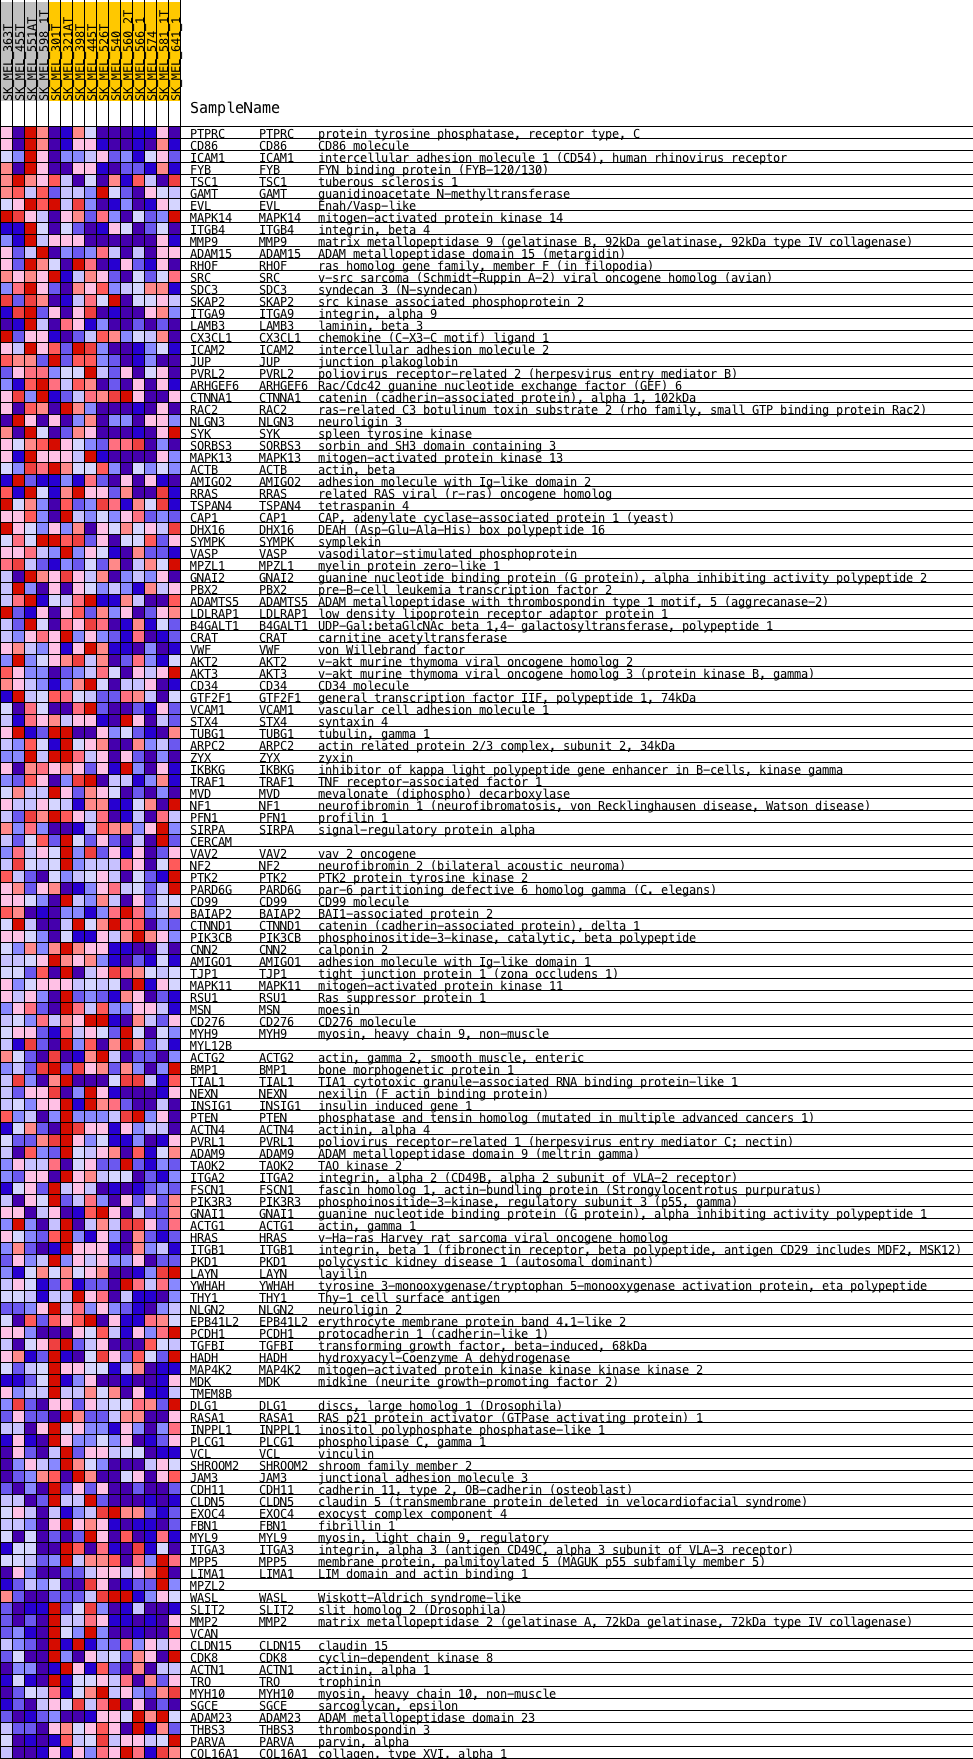 SK_MEL_363T
SK_MEL_455T
SK_MEL_551AT
SK_MEL_598_1T
SK_MEL_301T
SK_MEL_321AT
SK_MEL_398T
SK_MEL_445T
SK_MEL_526T
SK_MEL_540
SK_MEL_560_2T
SK_MEL_566_1
SK_MEL_574
SK_MEL_581_1T
SK_MEL_641_1
SampleName
PTPRC PTPRC protein tyrosine phosphatase, receptor type, C
CD86 CD86 CD86 molecule
ICAM1 ICAM1 intercellular adhesion molecule 1 (CD54), human rhinovirus receptor
FYB FYB FYN binding protein (FYB-120/130)
TSC1 TSC1 tuberous sclerosis 1
GAMT GAMT guanidinoacetate N-methyltransferase
EVL EVL Enah/Vasp-like
MAPK14 MAPK14 mitogen-activated protein kinase 14
ITGB4 ITGB4 integrin, beta 4
MMP9 MMP9 matrix metallopeptidase 9 (gelatinase B, 92kDa gelatinase, 92kDa type IV collagenase)
ADAM15 ADAM15 ADAM metallopeptidase domain 15 (metargidin)
RHOF RHOF ras homolog gene family, member F (in filopodia)
SRC SRC v-src sarcoma (Schmidt-Ruppin A-2) viral oncogene homolog (avian)
SDC3 SDC3 syndecan 3 (N-syndecan)
SKAP2 SKAP2 src kinase associated phosphoprotein 2
ITGA9 ITGA9 integrin, alpha 9
LAMB3 LAMB3 laminin, beta 3
CX3CL1 CX3CL1 chemokine (C-X3-C motif) ligand 1
ICAM2 ICAM2 intercellular adhesion molecule 2
JUP JUP junction plakoglobin
PVRL2 PVRL2 poliovirus receptor-related 2 (herpesvirus entry mediator B)
ARHGEF6 ARHGEF6 Rac/Cdc42 guanine nucleotide exchange factor (GEF) 6
CTNNA1 CTNNA1 catenin (cadherin-associated protein), alpha 1, 102kDa
RAC2 RAC2 ras-related C3 botulinum toxin substrate 2 (rho family, small GTP binding protein Rac2)
NLGN3 NLGN3 neuroligin 3
SYK SYK spleen tyrosine kinase
SORBS3 SORBS3 sorbin and SH3 domain containing 3
MAPK13 MAPK13 mitogen-activated protein kinase 13
ACTB ACTB actin, beta
AMIGO2 AMIGO2 adhesion molecule with Ig-like domain 2
RRAS RRAS related RAS viral (r-ras) oncogene homolog
TSPAN4 TSPAN4 tetraspanin 4
CAP1 CAP1 CAP, adenylate cyclase-associated protein 1 (yeast)
DHX16 DHX16 DEAH (Asp-Glu-Ala-His) box polypeptide 16
SYMPK SYMPK symplekin
VASP VASP vasodilator-stimulated phosphoprotein
MPZL1 MPZL1 myelin protein zero-like 1
GNAI2 GNAI2 guanine nucleotide binding protein (G protein), alpha inhibiting activity polypeptide 2
PBX2 PBX2 pre-B-cell leukemia transcription factor 2
ADAMTS5 ADAMTS5 ADAM metallopeptidase with thrombospondin type 1 motif, 5 (aggrecanase-2)
LDLRAP1 LDLRAP1 low density lipoprotein receptor adaptor protein 1
B4GALT1 B4GALT1 UDP-Gal:betaGlcNAc beta 1,4- galactosyltransferase, polypeptide 1
CRAT CRAT carnitine acetyltransferase
VWF VWF von Willebrand factor
AKT2 AKT2 v-akt murine thymoma viral oncogene homolog 2
AKT3 AKT3 v-akt murine thymoma viral oncogene homolog 3 (protein kinase B, gamma)
CD34 CD34 CD34 molecule
GTF2F1 GTF2F1 general transcription factor IIF, polypeptide 1, 74kDa
VCAM1 VCAM1 vascular cell adhesion molecule 1
STX4 STX4 syntaxin 4
TUBG1 TUBG1 tubulin, gamma 1
ARPC2 ARPC2 actin related protein 2/3 complex, subunit 2, 34kDa
ZYX ZYX zyxin
IKBKG IKBKG inhibitor of kappa light polypeptide gene enhancer in B-cells, kinase gamma
TRAF1 TRAF1 TNF receptor-associated factor 1
MVD MVD mevalonate (diphospho) decarboxylase
NF1 NF1 neurofibromin 1 (neurofibromatosis, von Recklinghausen disease, Watson disease)
PFN1 PFN1 profilin 1
SIRPA SIRPA signal-regulatory protein alpha
CERCAM
VAV2 VAV2 vav 2 oncogene
NF2 NF2 neurofibromin 2 (bilateral acoustic neuroma)
PTK2 PTK2 PTK2 protein tyrosine kinase 2
PARD6G PARD6G par-6 partitioning defective 6 homolog gamma (C. elegans)
CD99 CD99 CD99 molecule
BAIAP2 BAIAP2 BAI1-associated protein 2
CTNND1 CTNND1 catenin (cadherin-associated protein), delta 1
PIK3CB PIK3CB phosphoinositide-3-kinase, catalytic, beta polypeptide
CNN2 CNN2 calponin 2
AMIGO1 AMIGO1 adhesion molecule with Ig-like domain 1
TJP1 TJP1 tight junction protein 1 (zona occludens 1)
MAPK11 MAPK11 mitogen-activated protein kinase 11
RSU1 RSU1 Ras suppressor protein 1
MSN MSN moesin
CD276 CD276 CD276 molecule
MYH9 MYH9 myosin, heavy chain 9, non-muscle
MYL12B
ACTG2 ACTG2 actin, gamma 2, smooth muscle, enteric
BMP1 BMP1 bone morphogenetic protein 1
TIAL1 TIAL1 TIA1 cytotoxic granule-associated RNA binding protein-like 1
NEXN NEXN nexilin (F actin binding protein)
INSIG1 INSIG1 insulin induced gene 1
PTEN PTEN phosphatase and tensin homolog (mutated in multiple advanced cancers 1)
ACTN4 ACTN4 actinin, alpha 4
PVRL1 PVRL1 poliovirus receptor-related 1 (herpesvirus entry mediator C; nectin)
ADAM9 ADAM9 ADAM metallopeptidase domain 9 (meltrin gamma)
TAOK2 TAOK2 TAO kinase 2
ITGA2 ITGA2 integrin, alpha 2 (CD49B, alpha 2 subunit of VLA-2 receptor)
FSCN1 FSCN1 fascin homolog 1, actin-bundling protein (Strongylocentrotus purpuratus)
PIK3R3 PIK3R3 phosphoinositide-3-kinase, regulatory subunit 3 (p55, gamma)
GNAI1 GNAI1 guanine nucleotide binding protein (G protein), alpha inhibiting activity polypeptide 1
ACTG1 ACTG1 actin, gamma 1
HRAS HRAS v-Ha-ras Harvey rat sarcoma viral oncogene homolog
ITGB1 ITGB1 integrin, beta 1 (fibronectin receptor, beta polypeptide, antigen CD29 includes MDF2, MSK12)
PKD1 PKD1 polycystic kidney disease 1 (autosomal dominant)
LAYN LAYN layilin
YWHAH YWHAH tyrosine 3-monooxygenase/tryptophan 5-monooxygenase activation protein, eta polypeptide
THY1 THY1 Thy-1 cell surface antigen
NLGN2 NLGN2 neuroligin 2
EPB41L2 EPB41L2 erythrocyte membrane protein band 4.1-like 2
PCDH1 PCDH1 protocadherin 1 (cadherin-like 1)
TGFBI TGFBI transforming growth factor, beta-induced, 68kDa
HADH HADH hydroxyacyl-Coenzyme A dehydrogenase
MAP4K2 MAP4K2 mitogen-activated protein kinase kinase kinase kinase 2
MDK MDK midkine (neurite growth-promoting factor 2)
TMEM8B
DLG1 DLG1 discs, large homolog 1 (Drosophila)
RASA1 RASA1 RAS p21 protein activator (GTPase activating protein) 1
INPPL1 INPPL1 inositol polyphosphate phosphatase-like 1
PLCG1 PLCG1 phospholipase C, gamma 1
VCL VCL vinculin
SHROOM2 SHROOM2 shroom family member 2
JAM3 JAM3 junctional adhesion molecule 3
CDH11 CDH11 cadherin 11, type 2, OB-cadherin (osteoblast)
CLDN5 CLDN5 claudin 5 (transmembrane protein deleted in velocardiofacial syndrome)
EXOC4 EXOC4 exocyst complex component 4
FBN1 FBN1 fibrillin 1
MYL9 MYL9 myosin, light chain 9, regulatory
ITGA3 ITGA3 integrin, alpha 3 (antigen CD49C, alpha 3 subunit of VLA-3 receptor)
MPP5 MPP5 membrane protein, palmitoylated 5 (MAGUK p55 subfamily member 5)
LIMA1 LIMA1 LIM domain and actin binding 1
MPZL2
WASL WASL Wiskott-Aldrich syndrome-like
SLIT2 SLIT2 slit homolog 2 (Drosophila)
MMP2 MMP2 matrix metallopeptidase 2 (gelatinase A, 72kDa gelatinase, 72kDa type IV collagenase)
VCAN
CLDN15 CLDN15 claudin 15
CDK8 CDK8 cyclin-dependent kinase 8
ACTN1 ACTN1 actinin, alpha 1
TRO TRO trophinin
MYH10 MYH10 myosin, heavy chain 10, non-muscle
SGCE SGCE sarcoglycan, epsilon
ADAM23 ADAM23 ADAM metallopeptidase domain 23
THBS3 THBS3 thrombospondin 3
PARVA PARVA parvin, alpha
COL16A1 COL16A1 collagen, type XVI, alpha 1